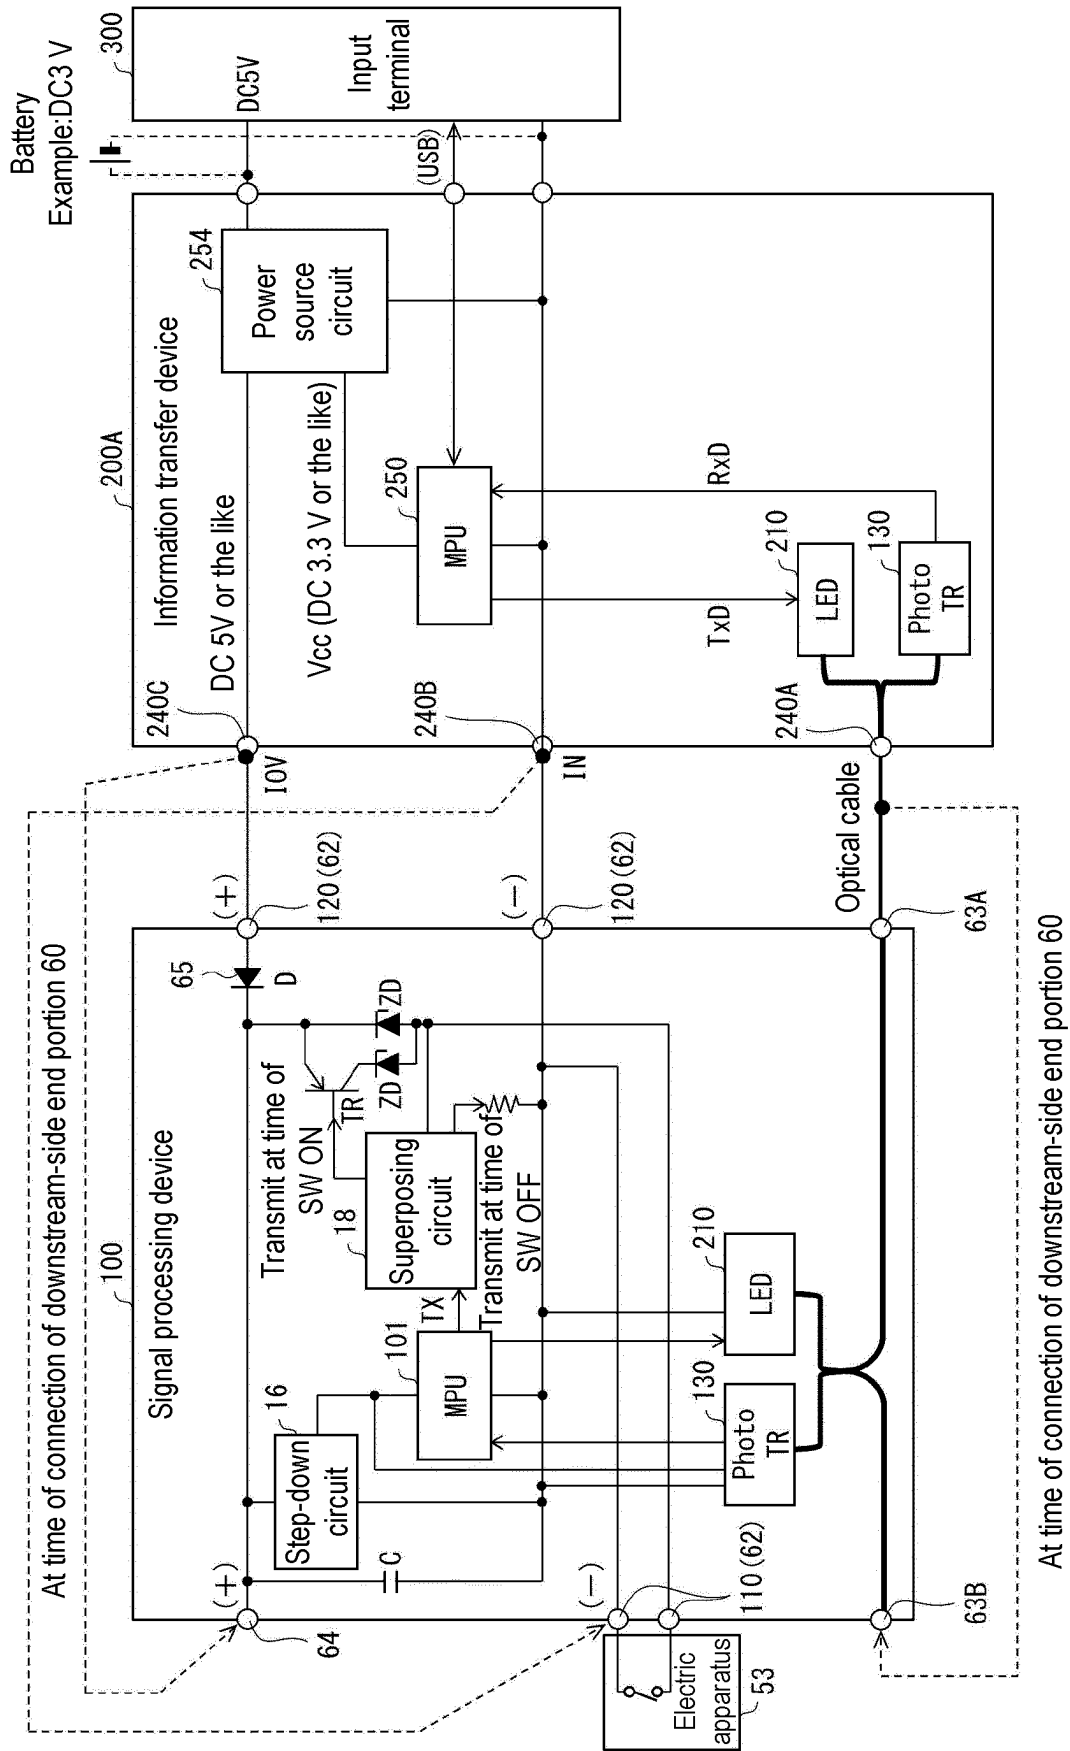 At time of connection of downstream-side end portion 60
100
Signal processing device
(+)
64
16
Step-down
circuit
C
MPU
101
TX
18
Superposing
circuit
Transmit at time of
SW ON
TR
ZD
ZD
Transmit at time of
SW OFF
65
D
(+)
120(62)
(-)
120(62)
130
Photo
TR
210
LED
(-)
110(62)
63B
63A
Electric
apparatus
53
Optical cable
At time of connection of downstream-side end portion 60
200A
Information transfer device
240C
IOV
DC 5V or the like
Vcc (DC 3.3 V or the like)
240B
IN
240A
254
Power
source
circuit
250
MPU
TxD
RxD
210
LED
130
Photo
TR
Battery
Example:DC3 V
300
DC5V
Input
terminal
(USB)